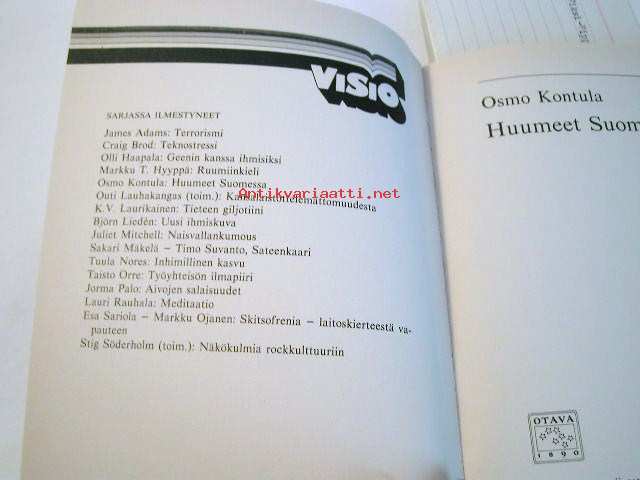 VISIO
SARJASSA ILMESTYNEET
James Adams: Terrorismi
Craig Brod: Teknostressi
Olli Haapala: Geenin kanssa ihmisiksi
Markku T. Hyyppä: Ruumiinkieli
Osmo Kontula: Huumeet Suomessa
Outi Lauhakangas (toim.): Kansalaistottelemattomuudesta
K.V. Laurikainen: Tieteen giljotiini
Björn Liedén: Uusi ihmiskuva
Juliet Mitchell: Naisvallankumous
Sakari Mäkelä – Timo Suvanto, Sateenkaari
Tuula Nores: Inhimillinen kasvu
Taisto Orre: Työyhteisön ilmapiiri
Jorma Palo: Aivojen salaisuudet
Lauri Rauhala: Meditaatio
Esa Sariola – Markku Ojanen: Skitsofrenia – laitoskierteestä va-
pauteen
Stig Söderholm (toim.): Näkökulmia rockkulttuuriin
Antikvariaatti.net
Osmo Kontula
Huumeet Suom
OTAVA
1890